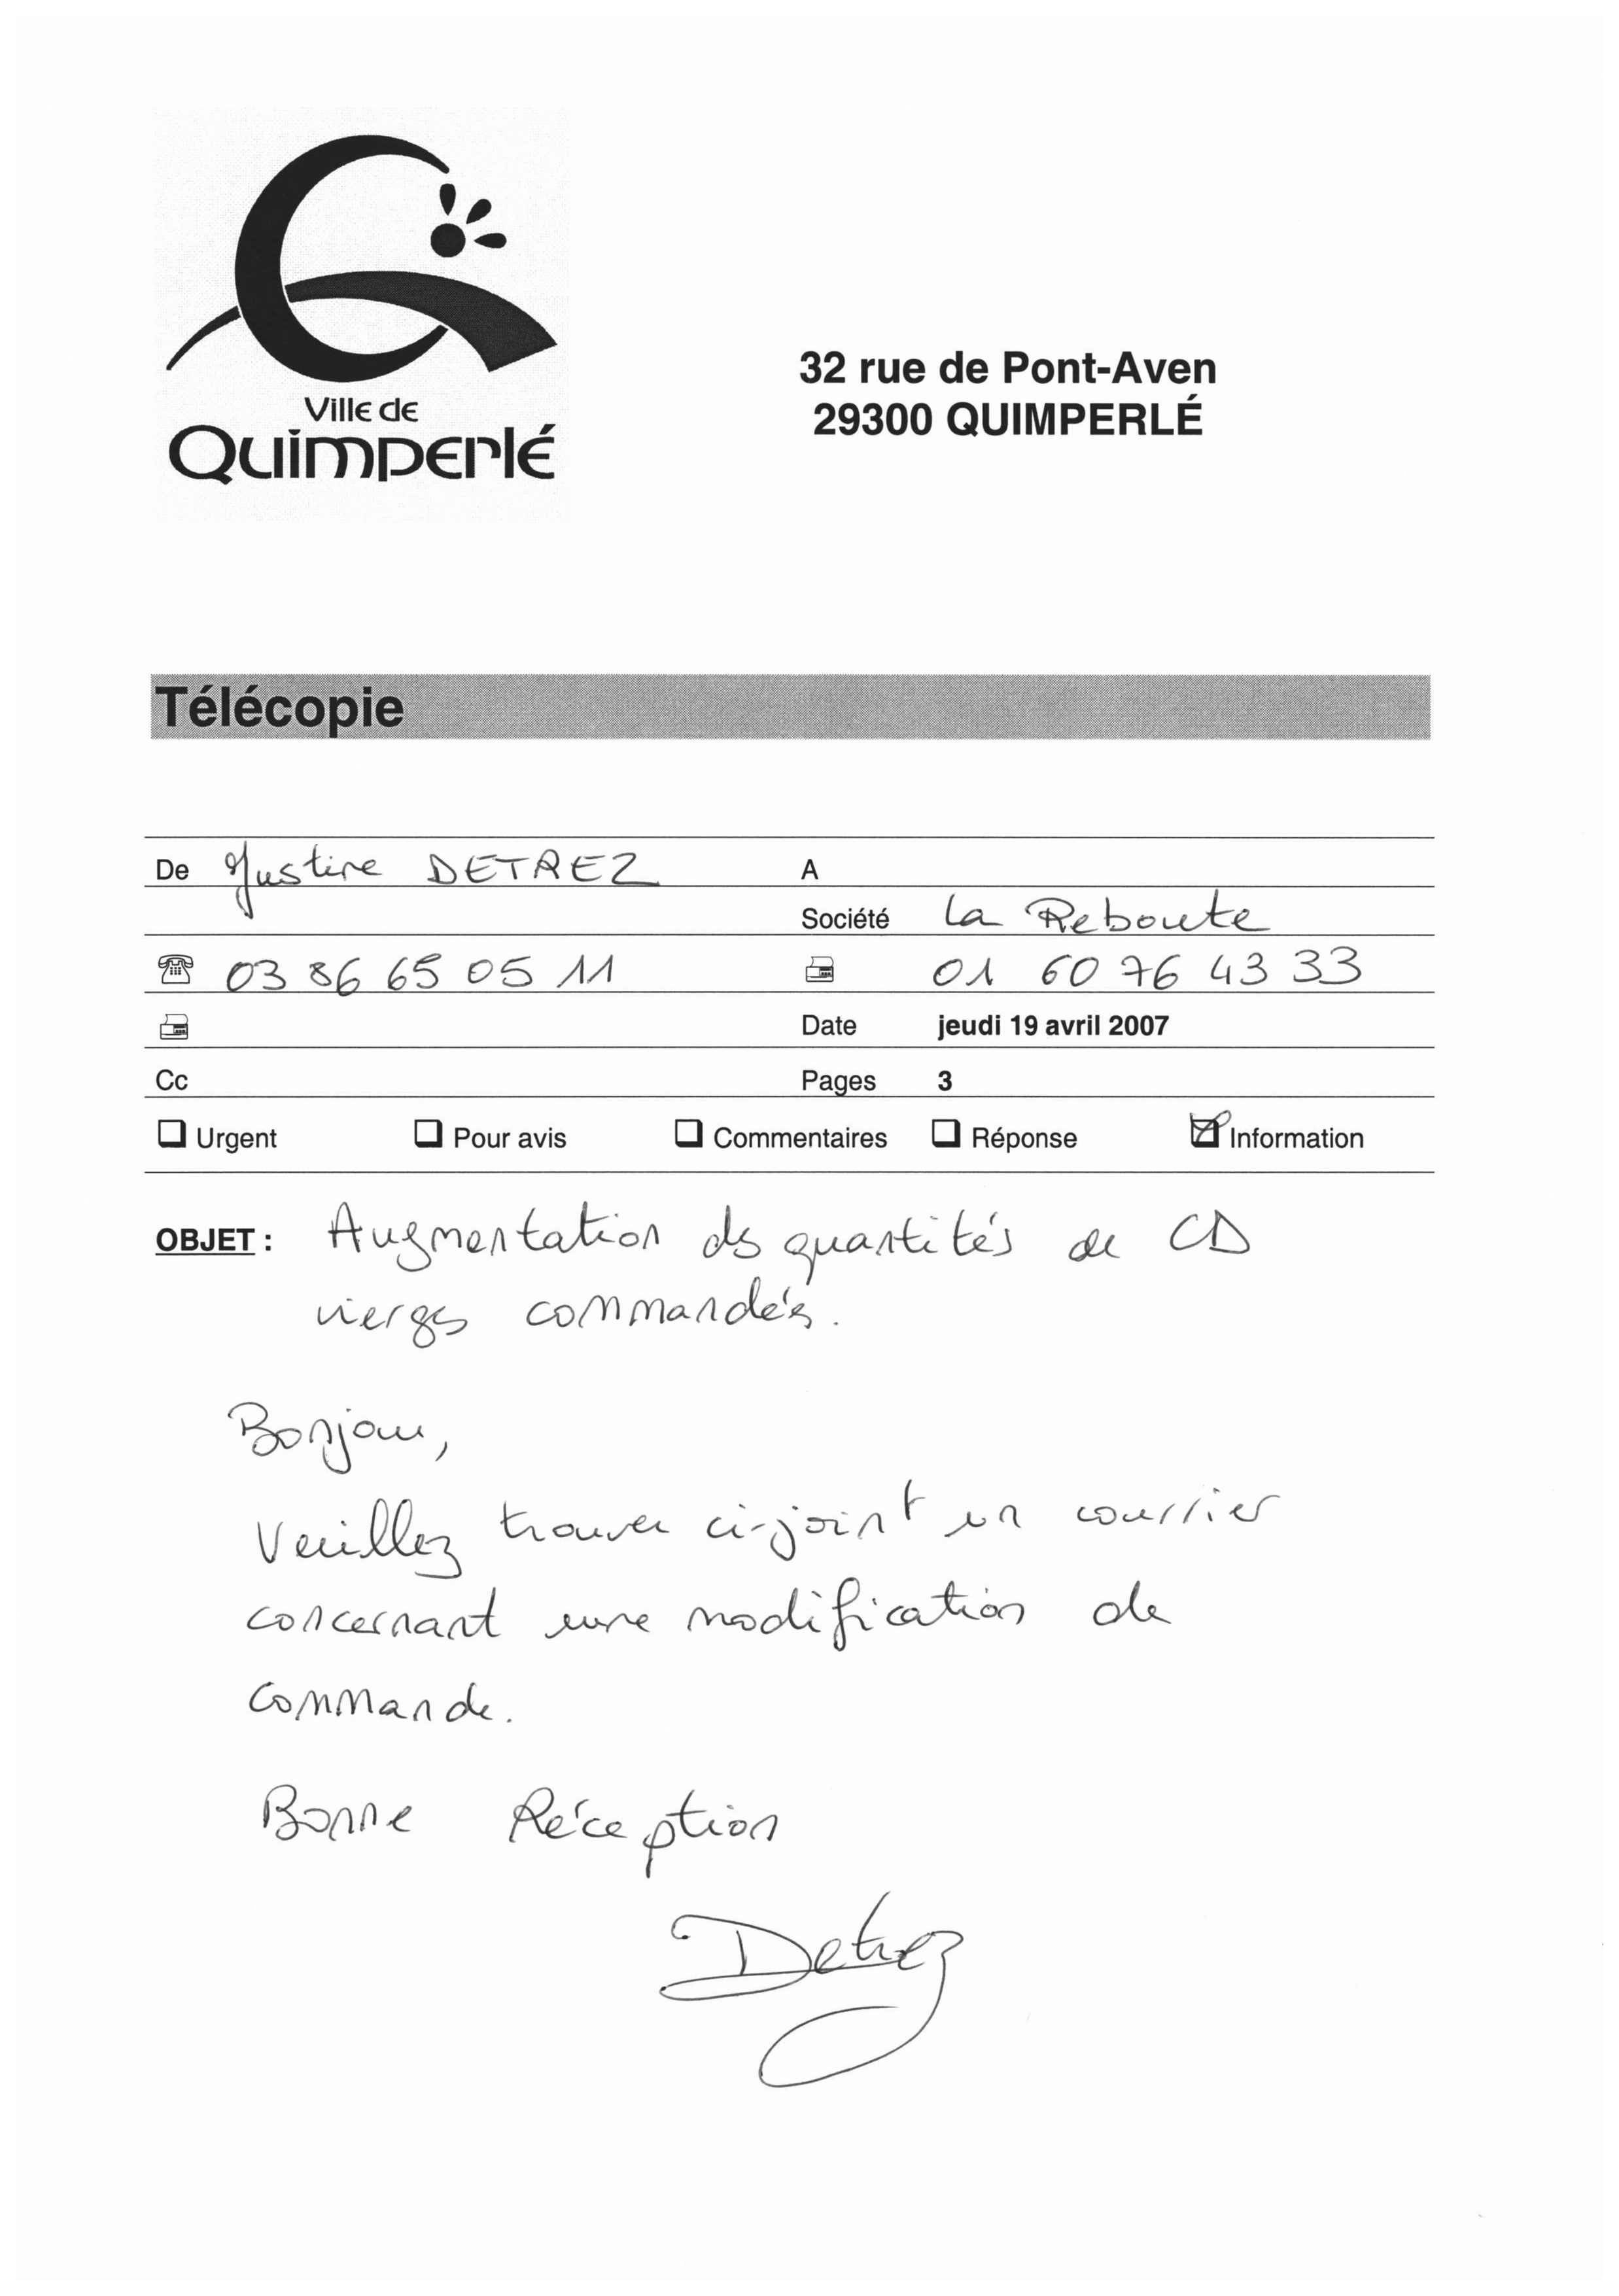 Ville de
Quimperlé
32 rue de Pont-Aven
29300 QUIMPERLÉ
Télécopie
De Justine DETREZ A
Société La Reboute
03 86 65 05 11 01 60 76 43 33
Date jeudi 19 avril 2007
Cc Pages 3
Urgent Pour avis Commentaires Réponse Information
OBJET : Augmentation des quantités de CD
vierges commandés.
Bonjour,
Veuillez trouver ci-joint un courrier
concernant une modification de
commande.
Bonne Réception
Detrez